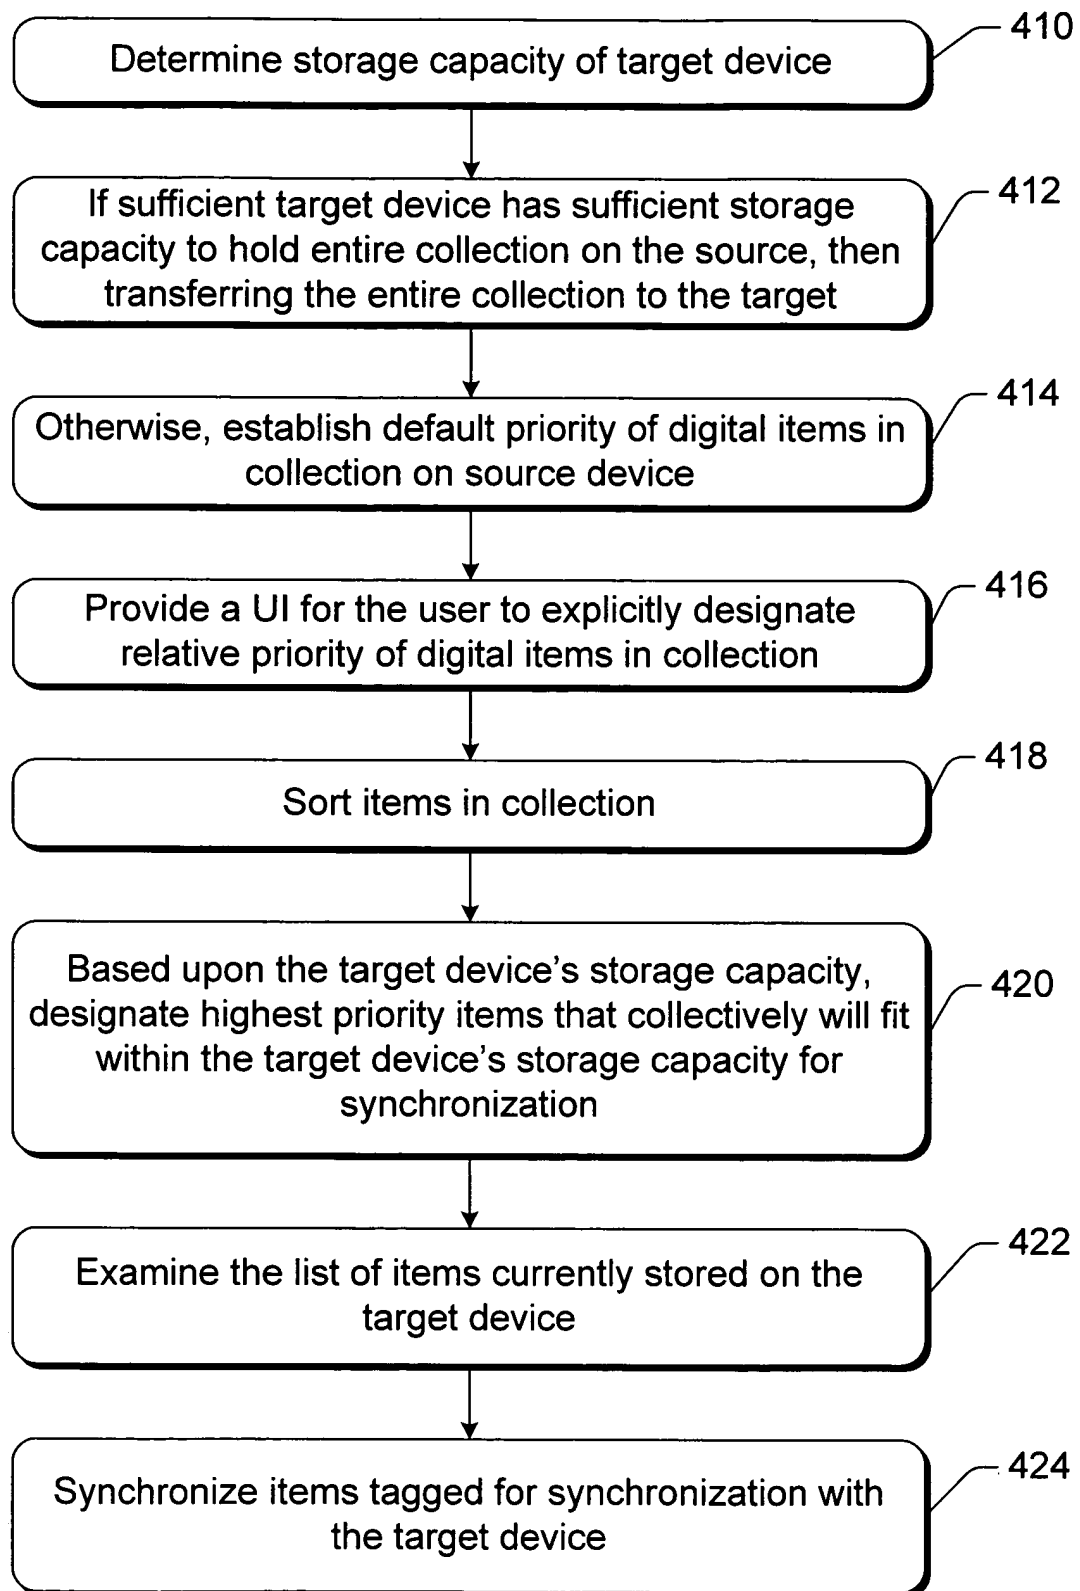 Determine storage capacity of target device
410
If sufficient target device has sufficient storage
capacity to hold entire collection on the source, then
transferring the entire collection to the target
412
Otherwise, establish default priority of digital items in
collection on source device
414
Provide a UI for the user to explicitly designate
relative priority of digital items in collection
416
Sort items in collection
418
Based upon the target device's storage capacity,
designate highest priority items that collectively will fit
within the target device's storage capacity for
synchronization
420
Examine the list of items currently stored on the
target device
422
Synchronize items tagged for synchronization with
the target device
424